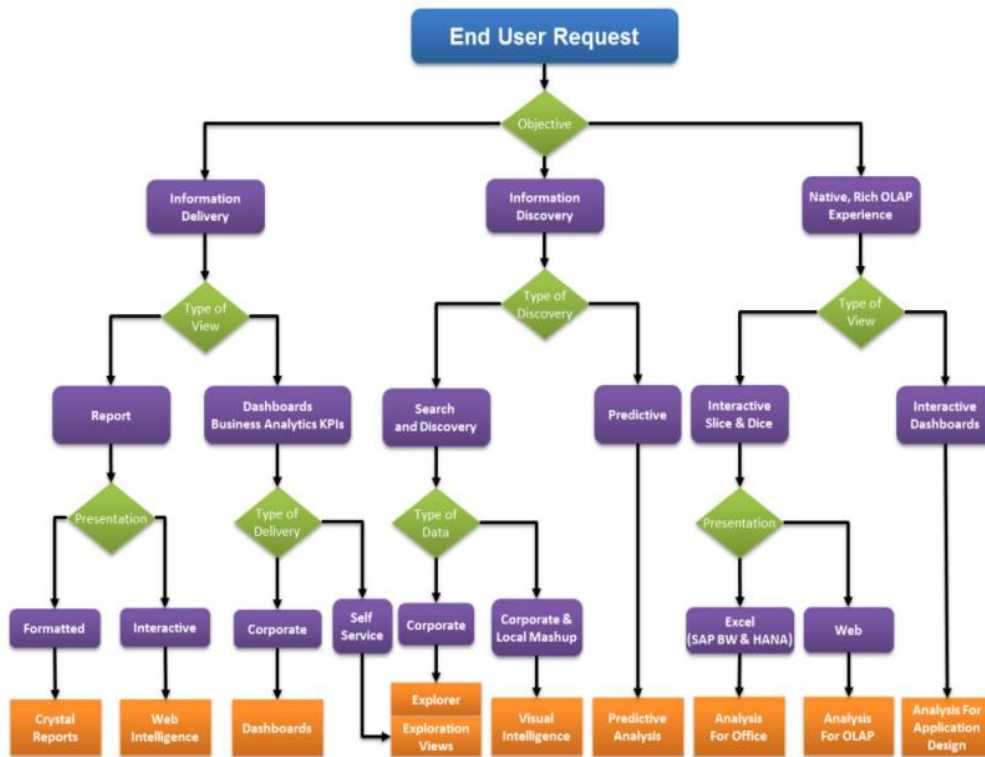 End User Request
Objective
Information
Delivery
Information
Discovery
Native, Rich OLAP
Experience
Type of
View
Type of
Discovery
Type of
View
Report
Dashboards
Business Analytics KPIs
Search
and Discovery
Predictive
Interactive
Slice & Dice
Interactive
Dashboards
Presentation
Type of
Delivery
Type of
Data
Presentation
Formatted
Interactive
Corporate
Self
Service
Corporate
Corporate &
Local Mashup
Excel
(SAP BW & HANA)
Web
Crystal
Reports
Web
Intelligence
Dashboards
Explorer
Exploration
Views
Visual
Intelligence
Predictive
Analysis
Analysis
For Office
Analysis
For OLAP
Analysis For
Application
Design